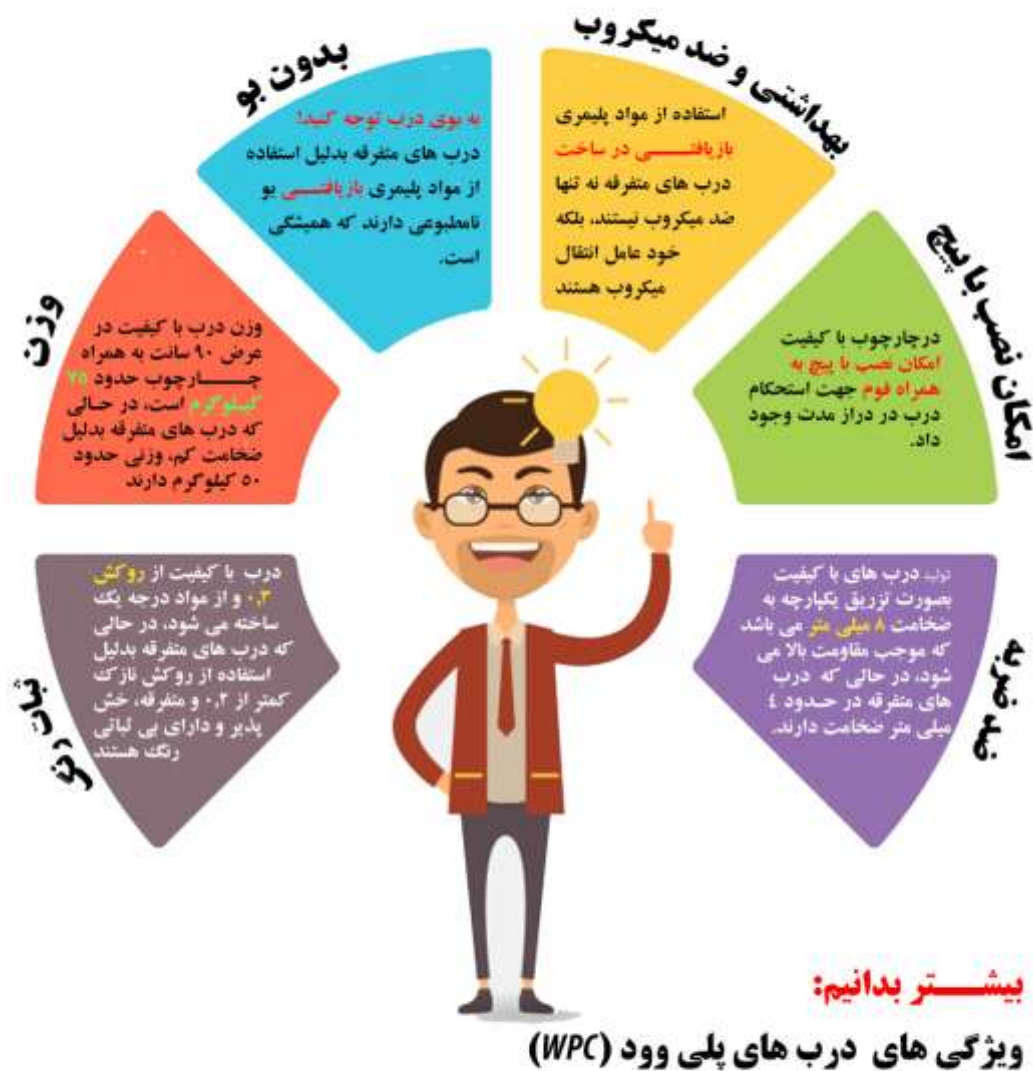 بهداشتی و ضد میکروب
استفاده از مواد پلیمری
بازیافتـــــی در ساخت
درب های متفرقه نه تنها
ضد میکروب نیستند، بلکه
خود عامل انتقال
میکروب هستند
بدون بو
به بوی درب توجه کنید!
درب های متفرقه بدلیل استفاده
از مواد پلیمری بازیافتـــی بو
نامطبوعی دارند که همیشگی
است.
امکان نصب با پیچ
درچارچوب با کیفیت
امکان نصب با پیچ به
همراه فوم جهت استحکام
درب در دراز مدت وجود
داد.
وزن
وزن درب با کیفیت در
عرض ۹۰ سانت به همراه
چـــــارچوب حدود ۷۵
کیـلوگرم است، در حـالی
که درب های متفرقه بدلیل
ضخامت کم، وزنی حدود
۵۰ کیلوگرم دارند
ضد ضربه
تولید درب های با کیفیت
بصورت تزریق یکپارچه به
ضخامت ۸ میلی متر می باشد
که موجب مقاومت بالا می
شود، در حالی که درب
های متفرقه در حـدود ٤
میلی متر ضخامت دارند.
ثبات رنگ
درب با کیفیت از روکش
۰,۳ و از مواد درجه یک
ساخته می شود، در حالی
که درب های متفرقه بدلیل
استفاده از روکش نازک
کمتر از ۰,۲ و متفرقه، خش
پذیر و دارای بی ثباتی
رنگ هستند
بیشـــــتر بدانیم:
ویژگی های درب های پلی وود (WPC)